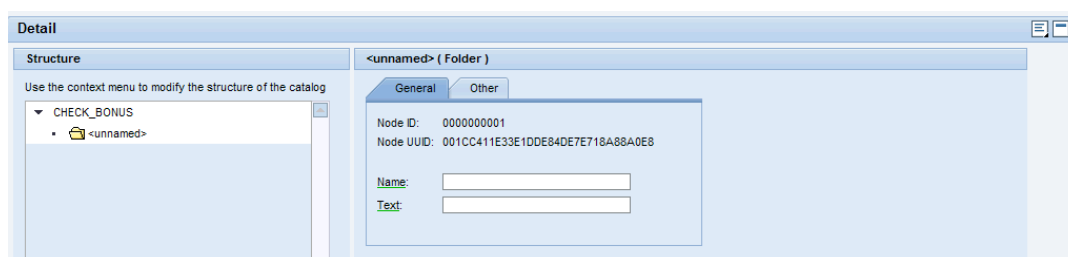 Detail
Structure
Use the context menu to modify the structure of the catalog
CHECK_BONUS
<unnamed>
<unnamed> ( Folder )
General
Other
Node ID: 0000000001
Node UUID: 001CC411E33E1DDE84DE7E718A88A0E8
Name:
Text: